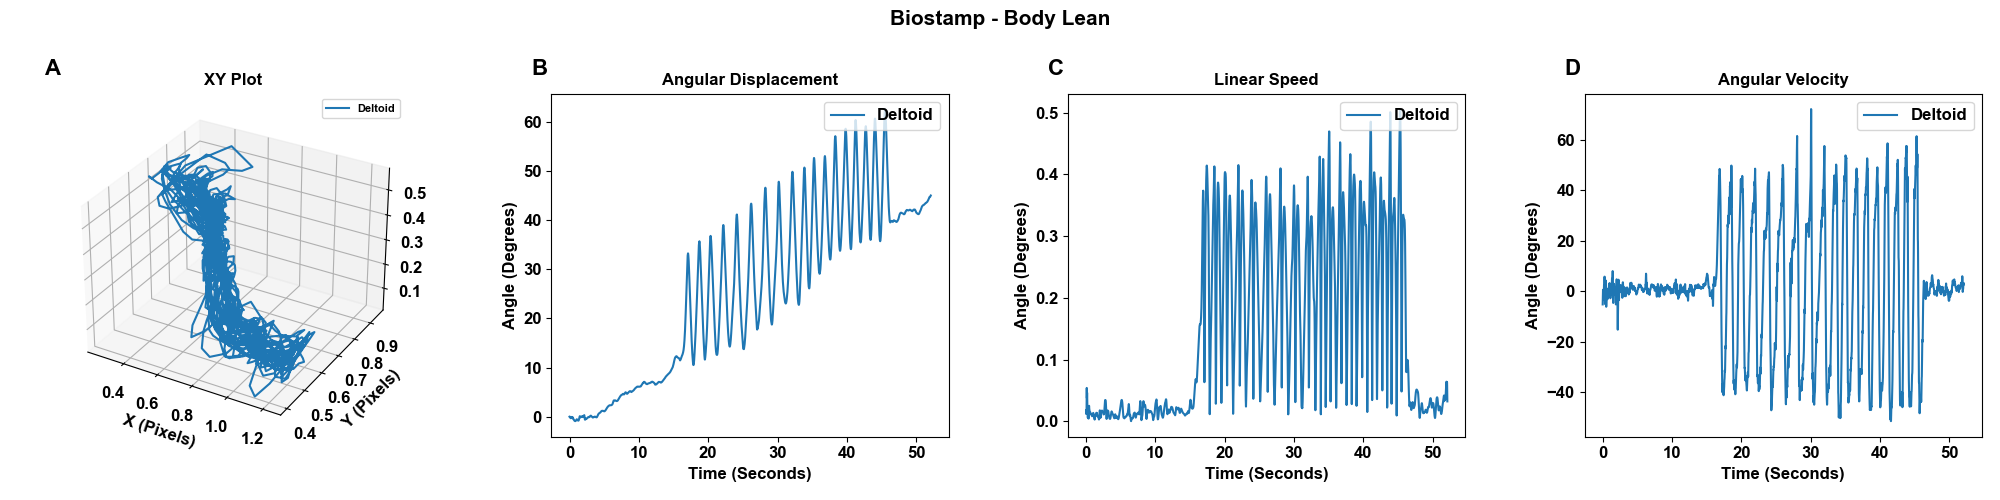 Biostamp - Body Lean
A
XY Plot
Deltoid
0.5
0.4
0.3
0.2
0.1
0.4
0.6
0.8
1.0
1.2
X (Pixels)
0.4
0.5
0.6
0.7
0.8
0.9
Y (Pixels)
B
Angular Displacement
Deltoid
Angle (Degrees)
60
50
40
30
20
10
0
0 10 20 30 40 50
Time (Seconds)
C
Linear Speed
Deltoid
Angle (Degrees)
0.5
0.4
0.3
0.2
0.1
0.0
0 10 20 30 40 50
Time (Seconds)
D
Angular Velocity
Deltoid
Angle (Degrees)
60
40
20
0
−20
−40
0 10 20 30 40 50
Time (Seconds)